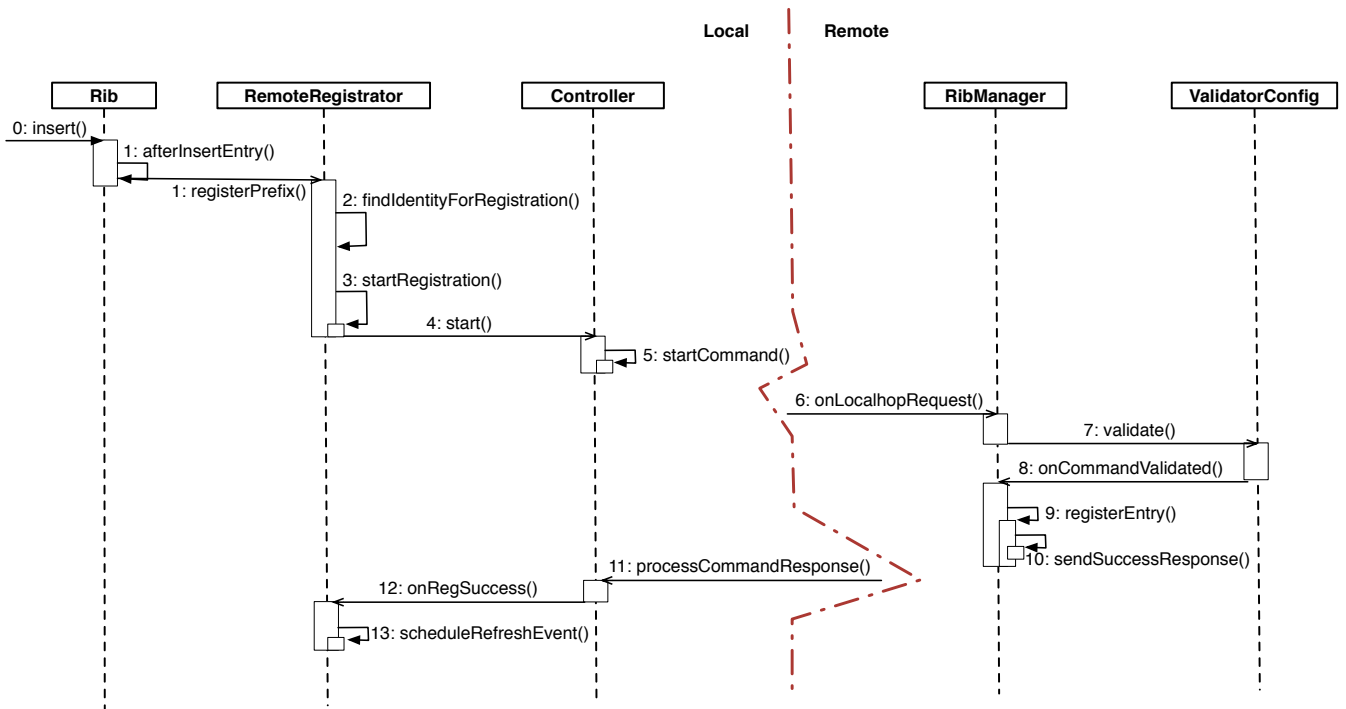 Local
Remote
Rib
RemoteRegistrator
Controller
RibManager
ValidatorConfig
0: insert()
1: afterInsertEntry()
1: registerPrefix()
2: findIdentityForRegistration()
3: startRegistration()
4: start()
5: startCommand()
6: onLocalhopRequest()
7: validate()
8: onCommandValidated()
9: registerEntry()
10: sendSuccessResponse()
11: processCommandResponse()
12: onRegSuccess()
13: scheduleRefreshEvent()